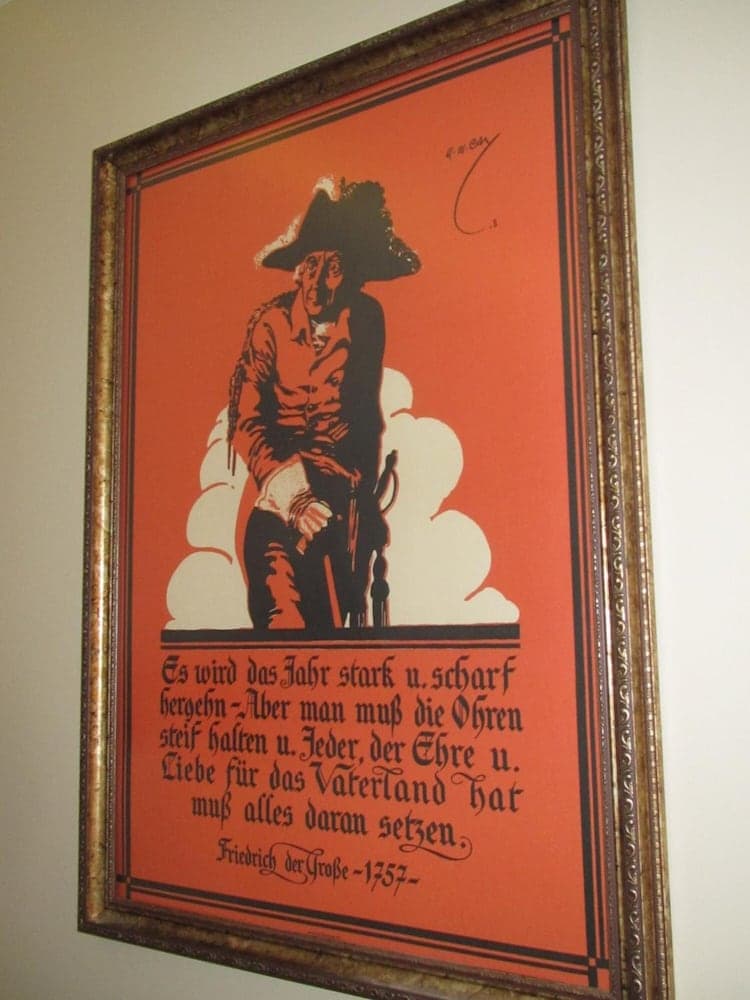 Es wird das Jahr stark u. scharf
hergehn - Aber man muß die Ohren
steif halten u. Jeder, der Ehre u.
Liebe für das Vaterland hat
muß alles daran setzen.
Friedrich der Große - 1757 -